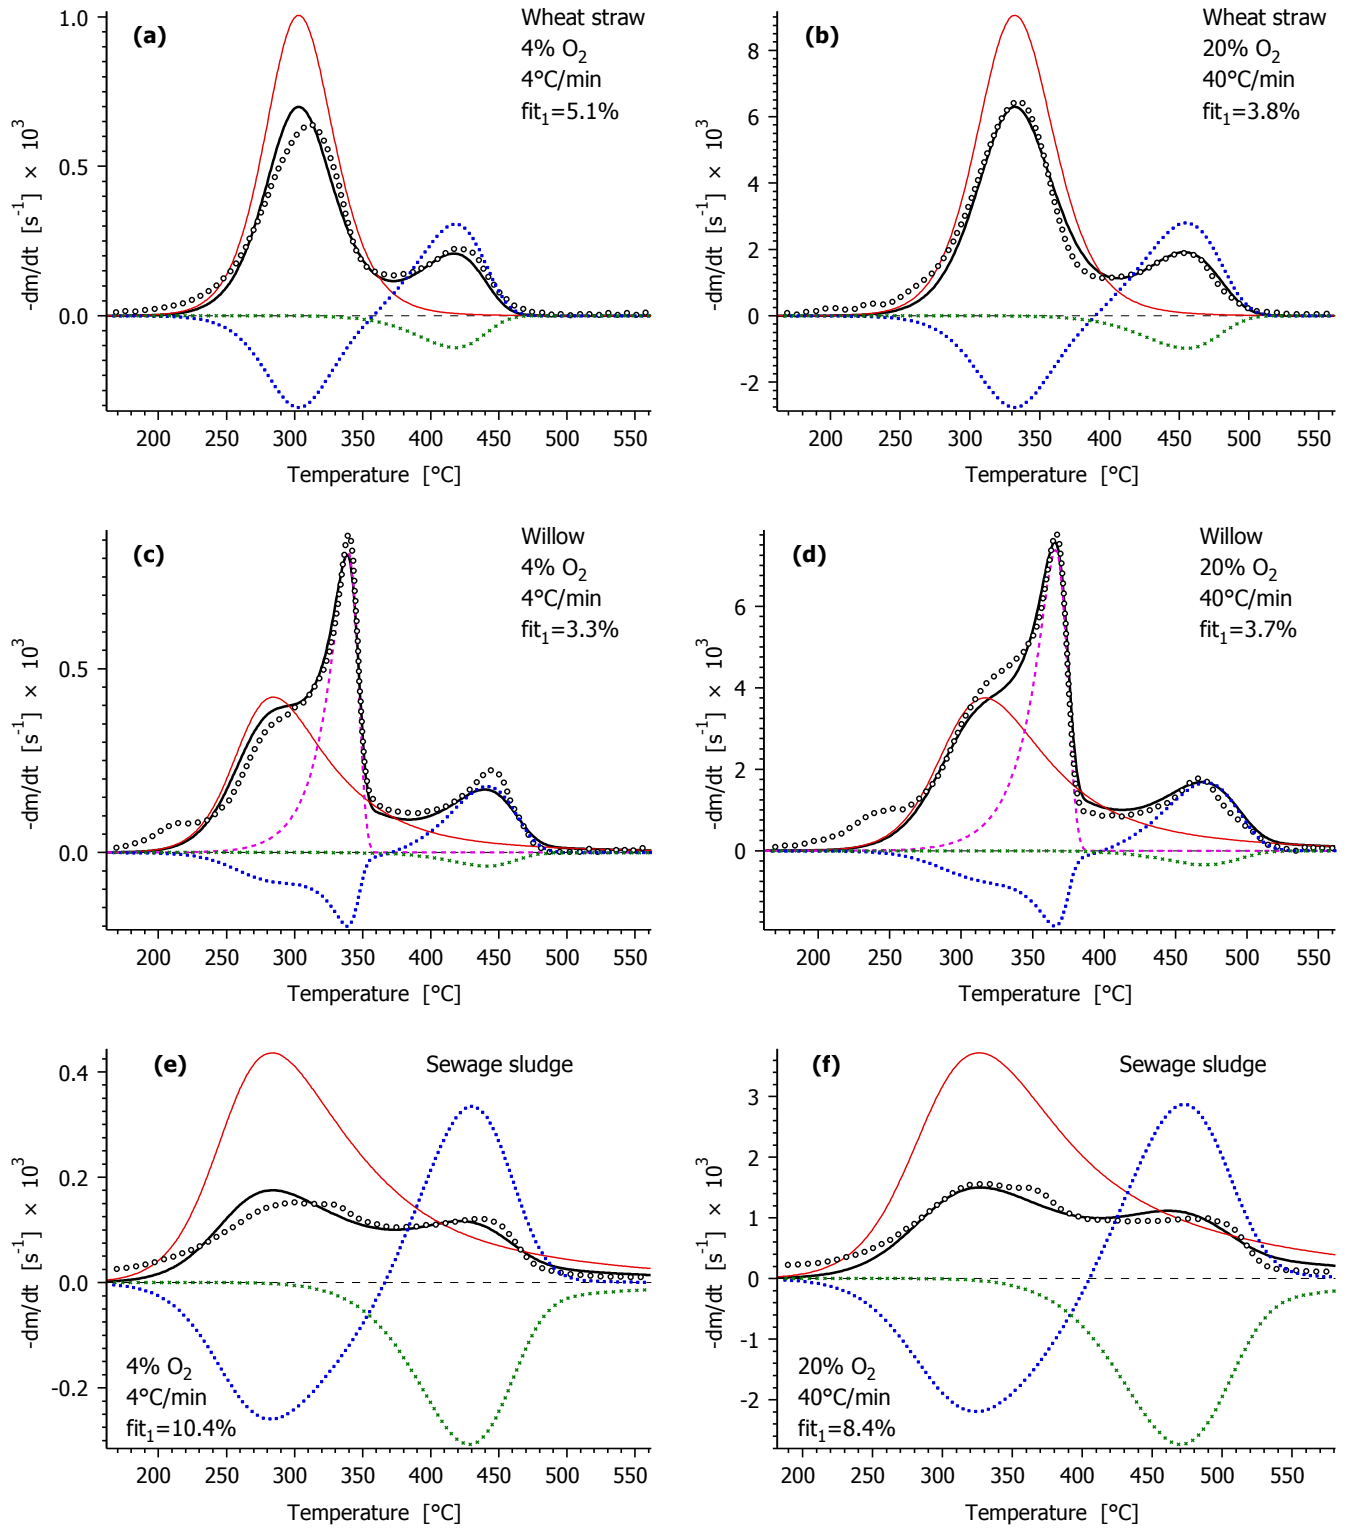 (a)
Wheat straw
4% O2
4°C/min
fit1=5.1%
1.0
0.5
0.0
-dm/dt [s-1] × 103
200 250 300 350 400 450 500 550
Temperature [°C]
(b)
Wheat straw
20% O2
40°C/min
fit1=3.8%
8
6
4
2
0
-2
-dm/dt [s-1] × 103
200 250 300 350 400 450 500 550
Temperature [°C]
(c)
Willow
4% O2
4°C/min
fit1=3.3%
0.5
0.0
-dm/dt [s-1] × 103
200 250 300 350 400 450 500 550
Temperature [°C]
(d)
Willow
20% O2
40°C/min
fit1=3.7%
6
4
2
0
-dm/dt [s-1] × 103
200 250 300 350 400 450 500 550
Temperature [°C]
(e)
Sewage sludge
0.4
0.2
0.0
-0.2
-dm/dt [s-1] × 103
4% O2
4°C/min
fit1=10.4%
200 250 300 350 400 450 500 550
Temperature [°C]
(f)
Sewage sludge
3
2
1
0
-1
-2
-dm/dt [s-1] × 103
20% O2
40°C/min
fit1=8.4%
200 250 300 350 400 450 500 550
Temperature [°C]